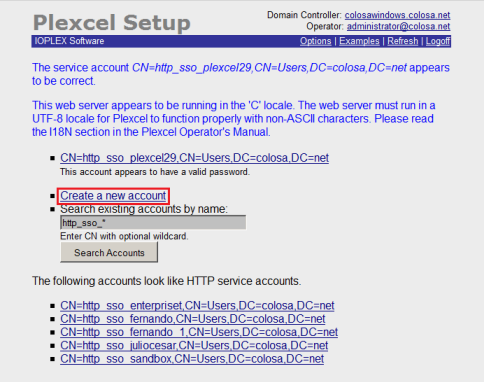 Plexcel Setup
Domain Controller: colosawindows.colosa.net
Operator: administrator@colosa.net
IOPLEX Software
Options | Examples | Refresh | Logoff
The service account CN=http_sso_plexcel29,CN=Users,DC=colosa,DC=net appears
to be correct.
This web server appears to be running in the 'C' locale. The web server must run in a
UTF-8 locale for Plexcel to function properly with non-ASCII characters. Please read
the I18N section in the Plexcel Operator's Manual.
CN=http_sso_plexcel29,CN=Users,DC=colosa,DC=net
This account appears to have a valid password.
Create a new account
Search existing accounts by name:
http_sso_*
Enter CN with optional wildcard.
Search Accounts
The following accounts look like HTTP service accounts.
CN=http_sso_enterpriset,CN=Users,DC=colosa,DC=net
CN=http_sso_fernando,CN=Users,DC=colosa,DC=net
CN=http_sso_fernando_1,CN=Users,DC=colosa,DC=net
CN=http_sso_juliocesar,CN=Users,DC=colosa,DC=net
CN=http_sso_sandbox,CN=Users,DC=colosa,DC=net